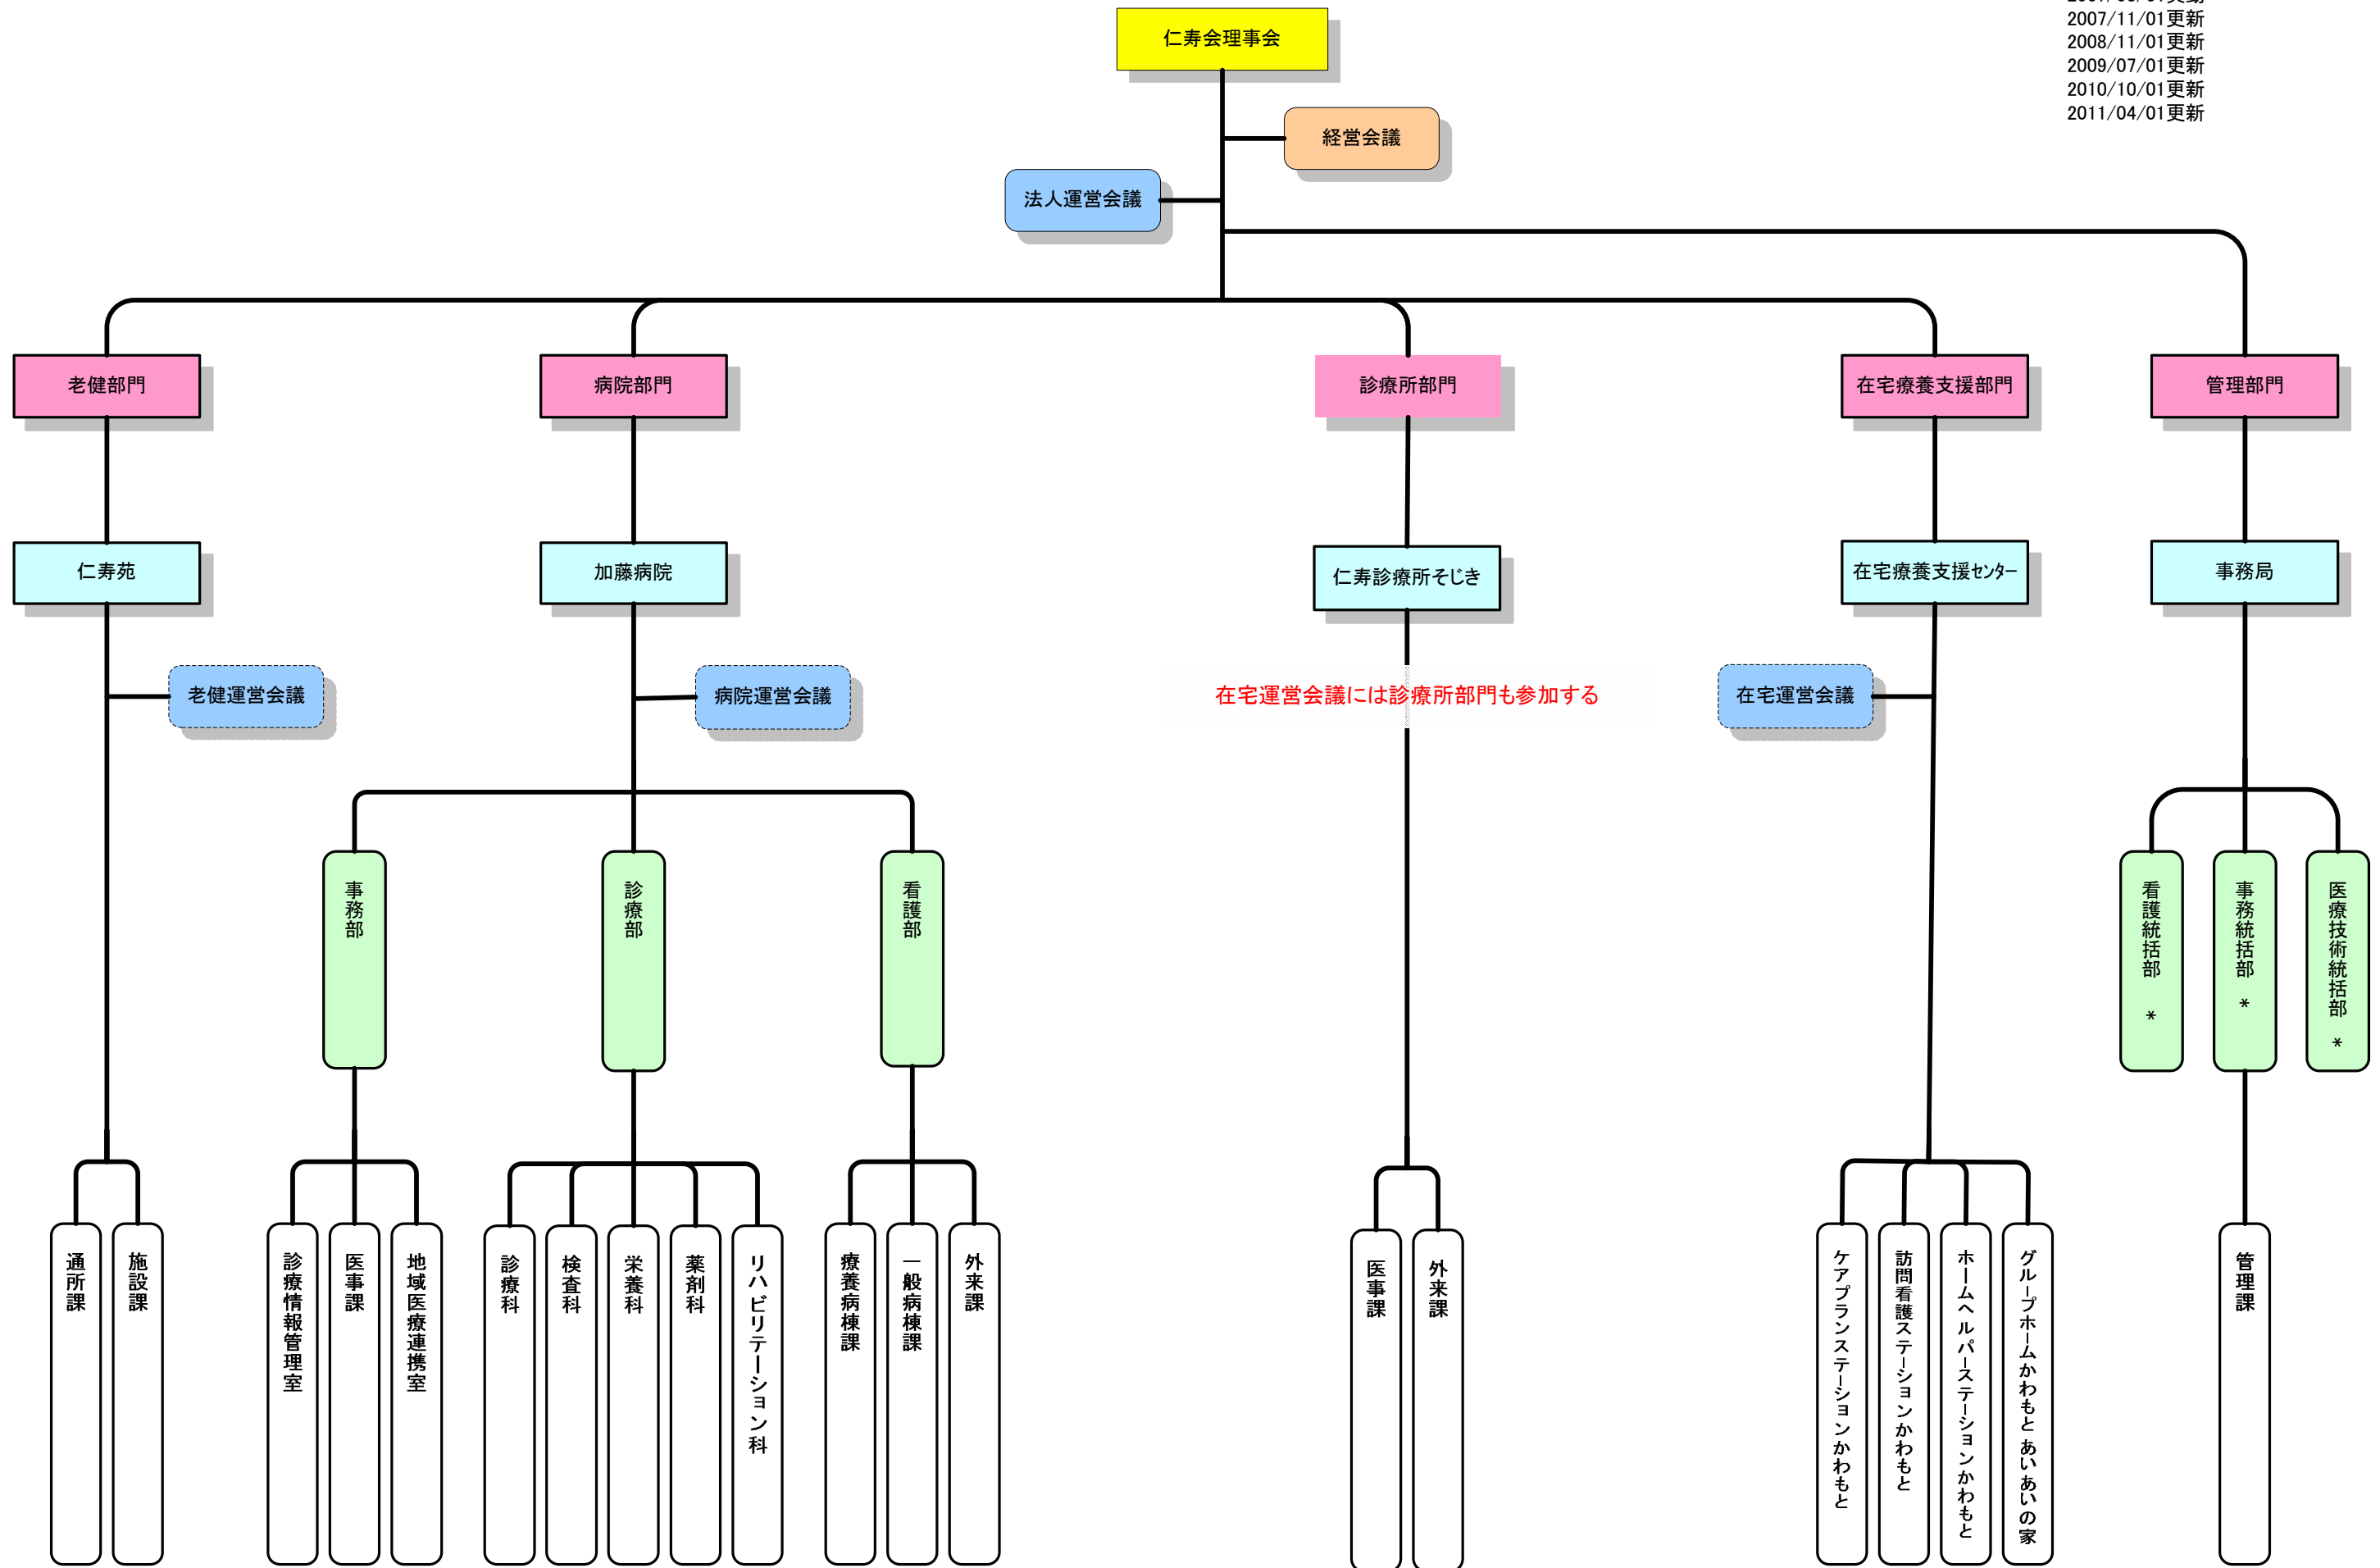 2007/11/01更新
2008/11/01更新
2009/07/01更新
2010/10/01更新
2011/04/01更新
仁寿会理事会
経営会議
法人運営会議
老健部門
病院部門
診療所部門
在宅療養支援部門
管理部門
仁寿苑
加藤病院
仁寿診療所そじき
在宅療養支援センター
事務局
老健運営会議
病院運営会議
在宅運営会議には診療所部門も参加する
在宅運営会議
事務部
診療部
看護部
看護統括部 *
事務統括部 *
医療技術統括部 *
通所課
施設課
診療情報管理室
医事課
地域医療連携室
診療科
検査科
栄養科
薬剤科
リハビリテーション科
療養病棟課
一般病棟課
外来課
医事課
外来課
ケアプランステーションかわもと
訪問看護ステーションかわもと
ホームヘルパーステーションかわもと
グループホームかわもと あいあいの家
管理課